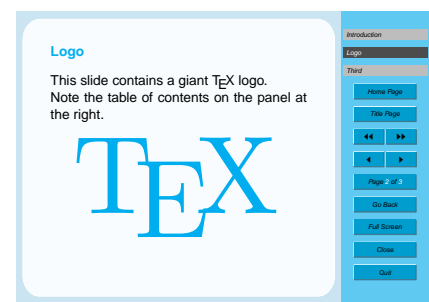 Logo
This slide contains a giant TEX logo.
Note the table of contents on the panel at
the right.
TEX
Introduction
Logo
Third
Home Page
Title Page
Page 2 of 3
Go Back
Full Screen
Close
Quit